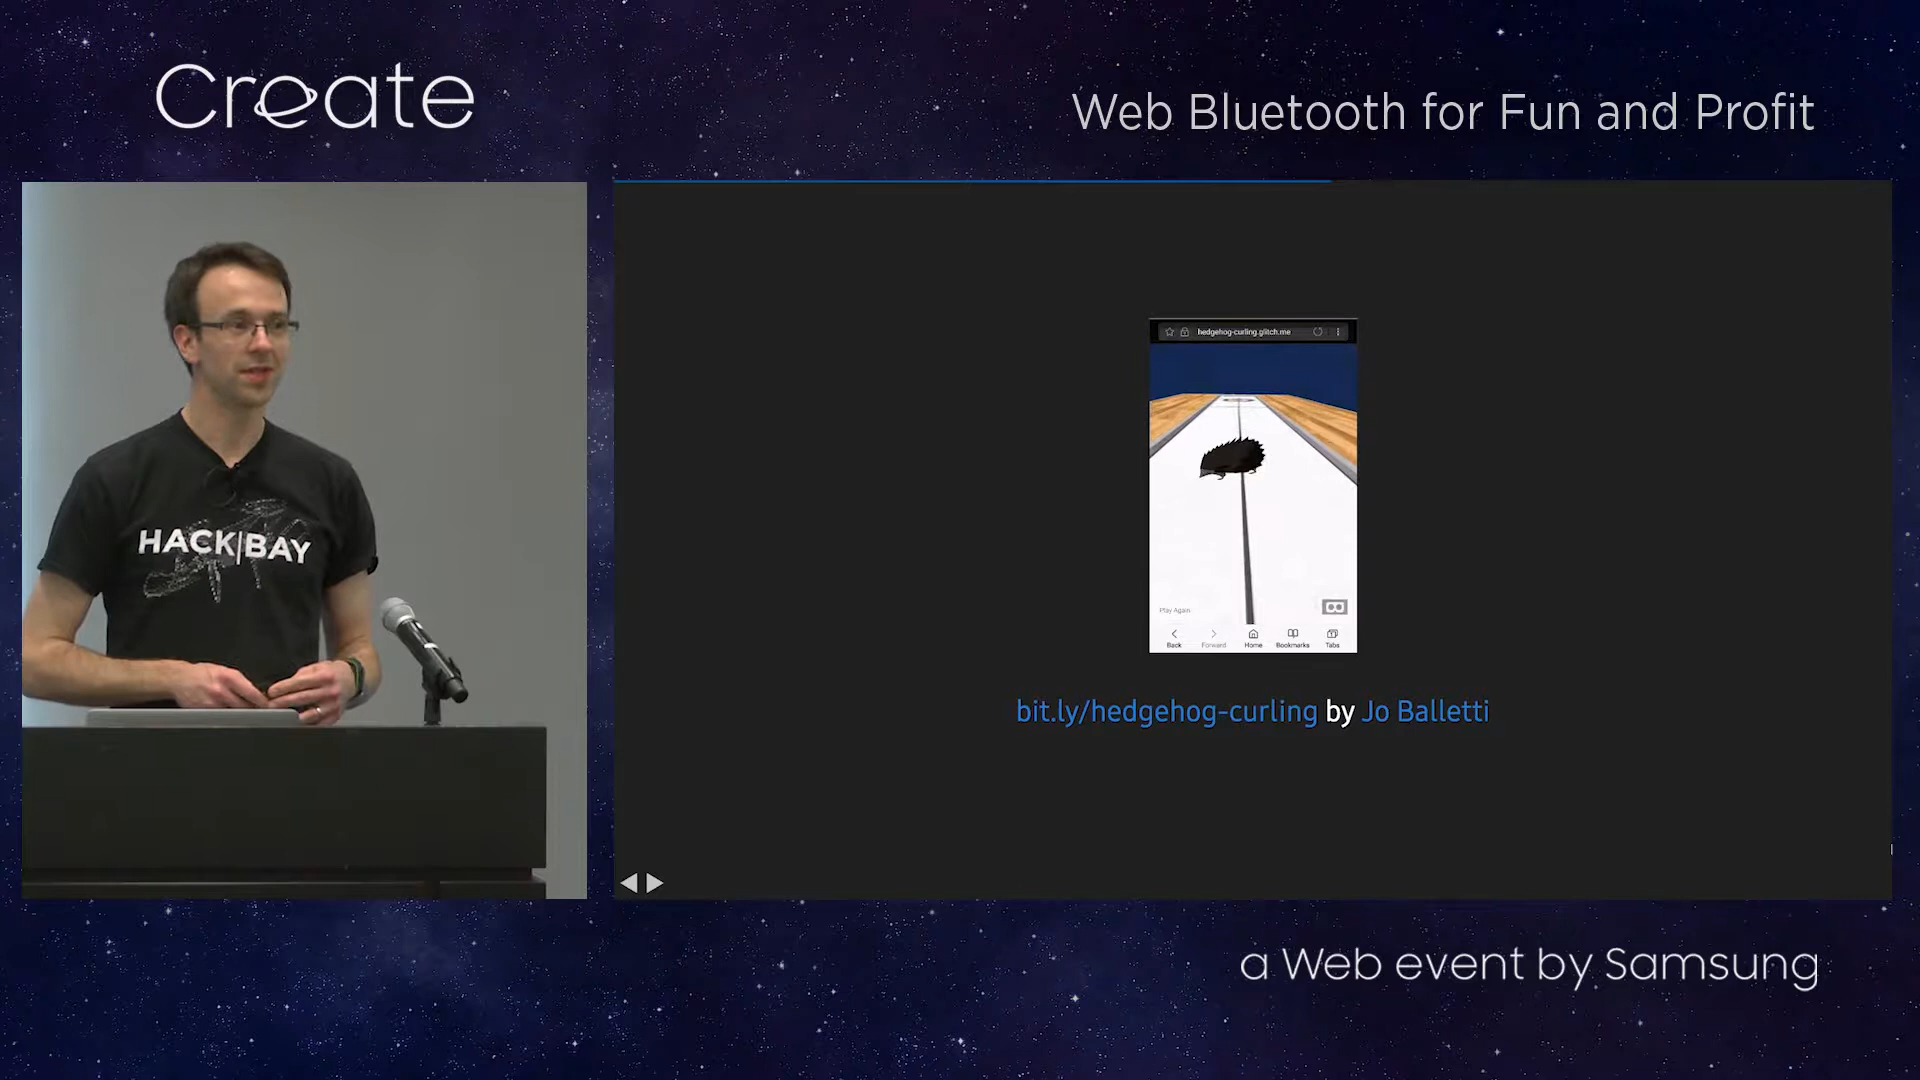 Create
Web Bluetooth for Fun and Profit
HACK|BAY
hedgehog-curling.glitch.me
Play Again
Back Forward Home Bookmarks Tabs
bit.ly/hedgehog-curling by Jo Balletti
a Web event by Samsung